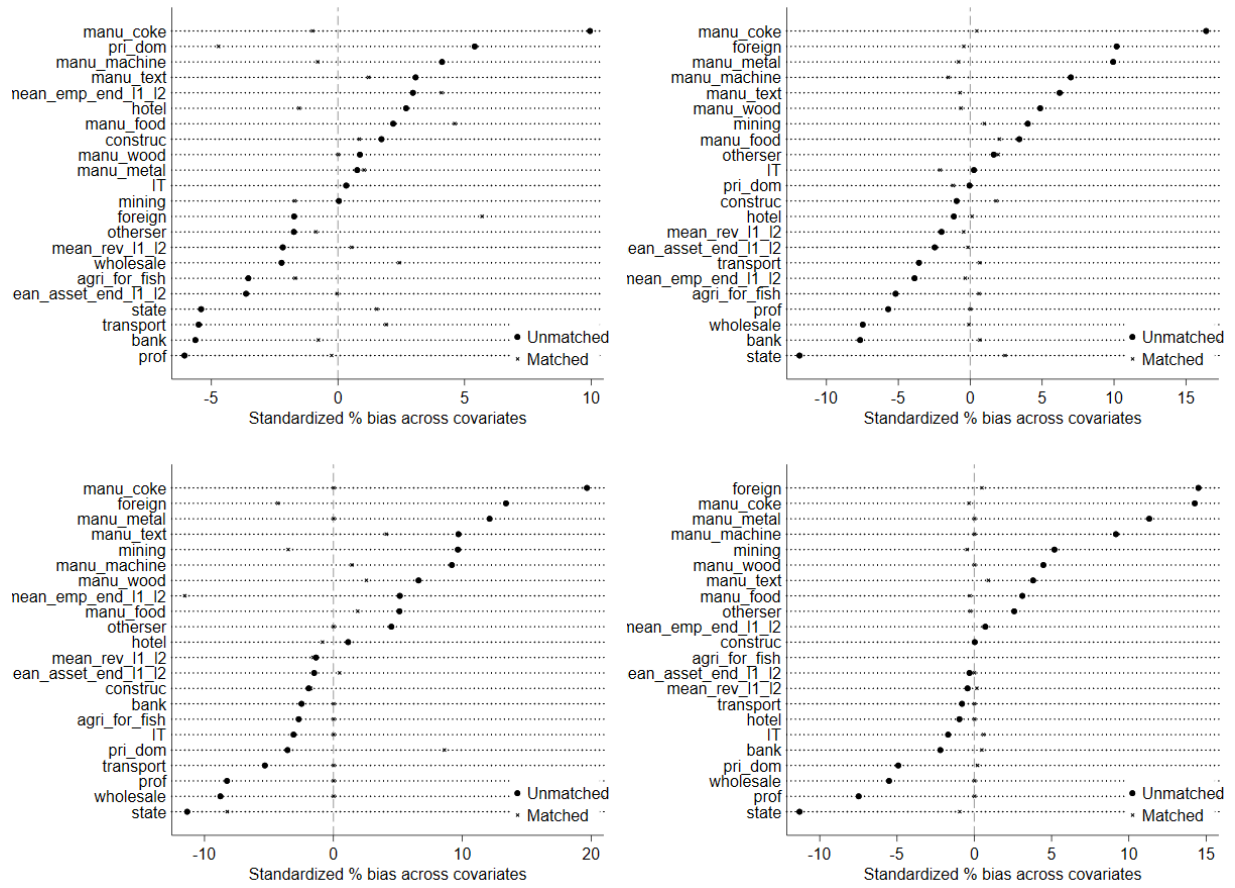 manu_coke
pri_dom
manu_machine
manu_text
mean_emp_end_l1_l2
hotel
manu_food
construc
manu_wood
manu_metal
IT
mining
foreign
otherser
mean_rev_l1_l2
wholesale
agri_for_fish
ean_asset_end_l1_l2
state
transport
bank
prof
Unmatched
Matched
-5 0 5 10
Standardized % bias across covariates
manu_coke
foreign
manu_metal
manu_machine
manu_text
manu_wood
mining
manu_food
otherser
IT
pri_dom
construc
hotel
mean_rev_l1_l2
ean_asset_end_l1_l2
transport
mean_emp_end_l1_l2
agri_for_fish
prof
wholesale
bank
state
Unmatched
Matched
-10 -5 0 5 10 15
Standardized % bias across covariates
manu_coke
foreign
manu_metal
manu_text
mining
manu_machine
manu_wood
mean_emp_end_l1_l2
manu_food
otherser
hotel
mean_rev_l1_l2
ean_asset_end_l1_l2
construc
bank
agri_for_fish
IT
pri_dom
transport
prof
wholesale
state
Unmatched
Matched
-10 0 10 20
Standardized % bias across covariates
foreign
manu_coke
manu_metal
manu_machine
mining
manu_wood
manu_text
manu_food
otherser
mean_emp_end_l1_l2
construc
agri_for_fish
ean_asset_end_l1_l2
mean_rev_l1_l2
transport
hotel
IT
bank
pri_dom
wholesale
prof
state
Unmatched
Matched
-10 -5 0 5 10 15
Standardized % bias across covariates